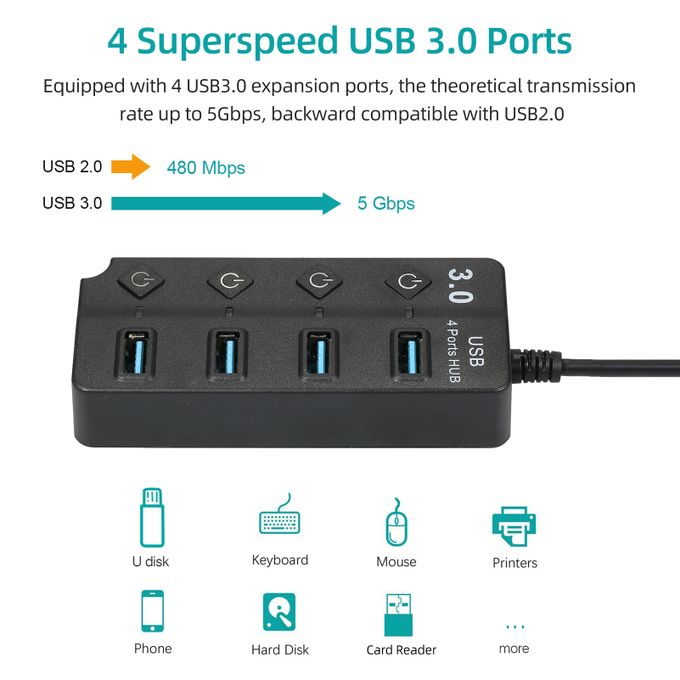 4 Superspeed USB 3.0 Ports
Equipped with 4 USB3.0 expansion ports, the theoretical transmission
rate up to 5Gbps, backward compatible with USB2.0
USB 2.0 480 Mbps
USB 3.0 5 Gbps
3.0
USB
4 Ports HUB
U disk
Keyboard
Mouse
Printers
Phone
Hard Disk
Card Reader
... more